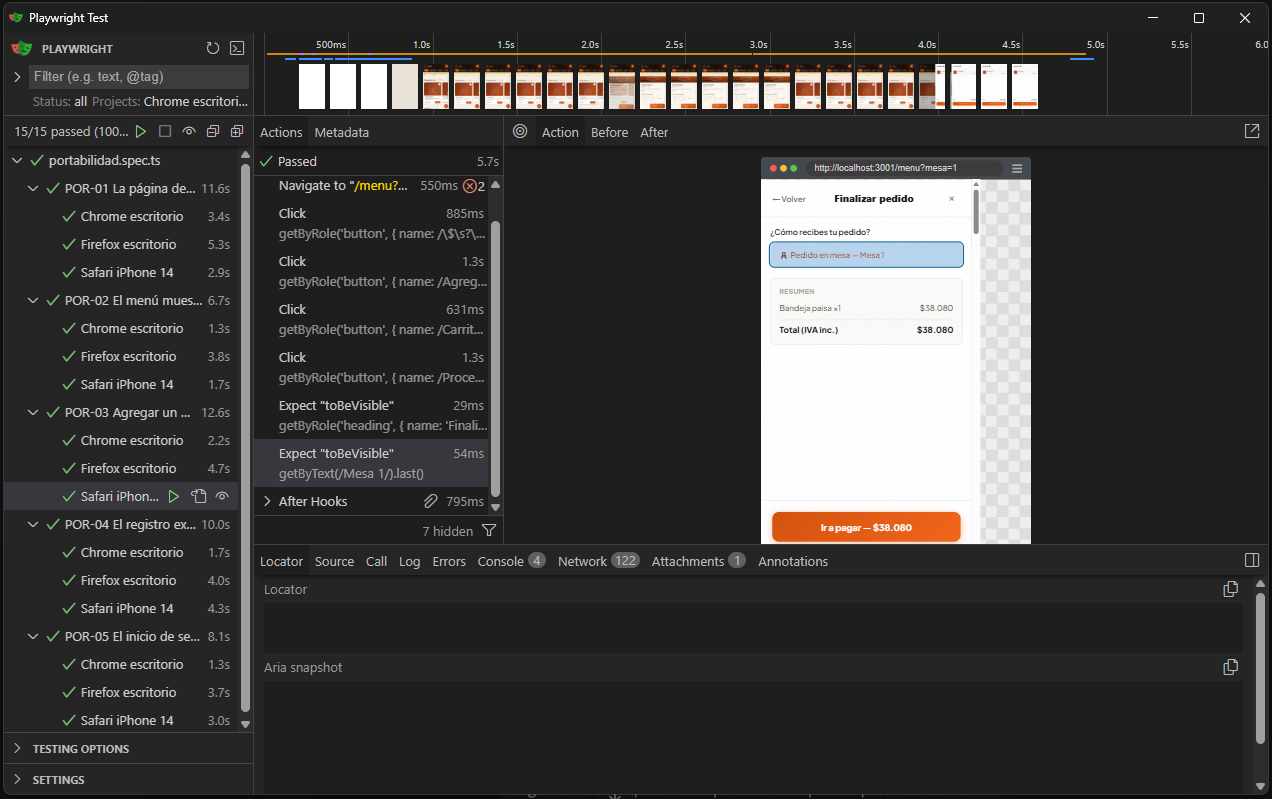 Playwright Test
PLAYWRIGHT
Filter (e.g. text, @tag)
Status: all Projects: Chrome escritori...
15/15 passed (100...
portabilidad.spec.ts
POR-01 La página de... 11.6s
Chrome escritorio 3.4s
Firefox escritorio 5.3s
Safari iPhone 14 2.9s
POR-02 El menú mues... 6.7s
Chrome escritorio 1.3s
Firefox escritorio 3.8s
Safari iPhone 14 1.7s
POR-03 Agregar un ... 12.6s
Chrome escritorio 2.2s
Firefox escritorio 4.7s
Safari iPhon...
POR-04 El registro ex... 10.0s
Chrome escritorio 1.7s
Firefox escritorio 4.0s
Safari iPhone 14 4.3s
POR-05 El inicio de se... 8.1s
Chrome escritorio 1.3s
Firefox escritorio 3.7s
Safari iPhone 14 3.0s
TESTING OPTIONS
SETTINGS
500ms 1.0s 1.5s 2.0s 2.5s 3.0s 3.5s 4.0s 4.5s 5.0s 5.5s 6.0
Actions Metadata
Passed 5.7s
Navigate to "/menu?... 550ms 2
Click 885ms
getByRole('button', { name: /\$\s?\...
Click 1.3s
getByRole('button', { name: /Agreg...
Click 631ms
getByRole('button', { name: /Carrit...
Click 1.3s
getByRole('button', { name: /Proce...
Expect "toBeVisible" 29ms
getByRole('heading', { name: 'Finali...
Expect "toBeVisible" 54ms
getByText(/Mesa 1/).last()
After Hooks 795ms
7 hidden
Action Before After
http://localhost:3001/menu?mesa=1
←Volver Finalizar pedido ×
¿Cómo recibes tu pedido?
Pedido en mesa — Mesa 1
RESUMEN
Bandeja paisa ×1 $38.080
Total (IVA inc.) $38.080
Ir a pagar — $38.080
Locator Source Call Log Errors Console 4 Network 122 Attachments 1 Annotations
Locator
Aria snapshot